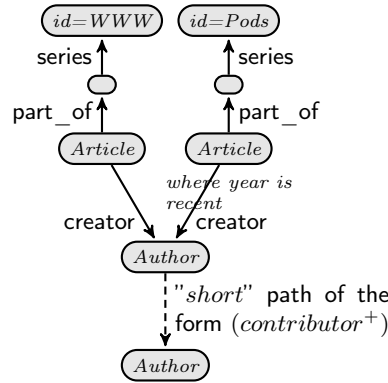 id=WWW id=Pods
series series
part_of part_of
Article Article
where year is
recent
creator creator
Author
"short" path of the
form (contributor+)
Author